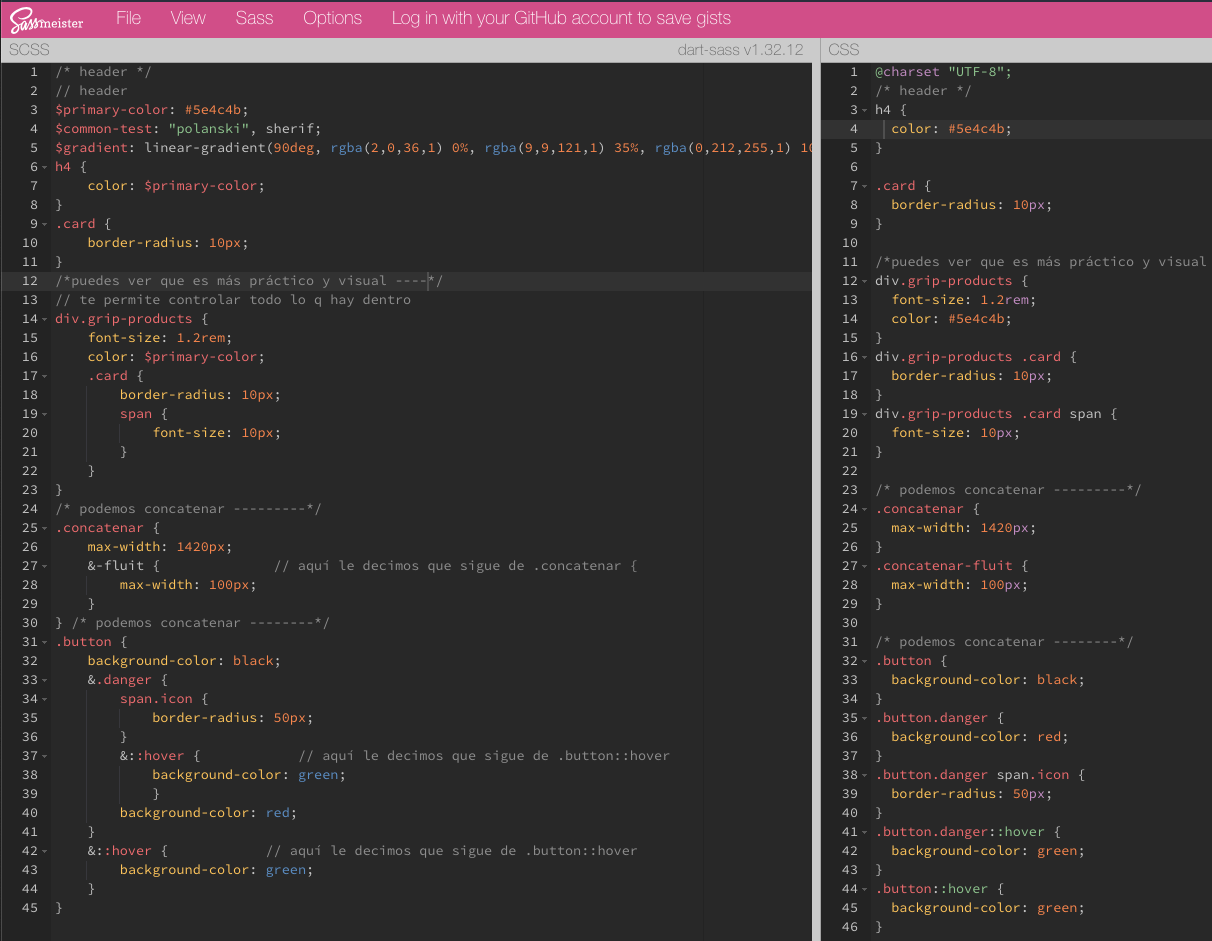 Sassmeister File View Sass Options Log in with your GitHub account to save gists
SCSS dart-sass v1.32.12
1 /* header */
2 // header
3 $primary-color: #5e4c4b;
4 $common-test: "polanski", sherif;
5 $gradient: linear-gradient(90deg, rgba(2,0,36,1) 0%, rgba(9,9,121,1) 35%, rgba(0,212,255,1) 10
6 h4 {
7 color: $primary-color;
8 }
9 .card {
10 border-radius: 10px;
11 }
12 /*puedes ver que es más práctico y visual ----*/
13 // te permite controlar todo lo q hay dentro
14 div.grip-products {
15 font-size: 1.2rem;
16 color: $primary-color;
17 .card {
18 border-radius: 10px;
19 span {
20 font-size: 10px;
21 }
22 }
23 }
24 /* podemos concatenar ---------*/
25 .concatenar {
26 max-width: 1420px;
27 &-fluit { // aquí le decimos que sigue de .concatenar {
28 max-width: 100px;
29 }
30 } /* podemos concatenar --------*/
31 .button {
32 background-color: black;
33 &.danger {
34 span.icon {
35 border-radius: 50px;
36 }
37 &::hover { // aquí le decimos que sigue de .button::hover
38 background-color: green;
39 }
40 background-color: red;
41 }
42 &::hover { // aquí le decimos que sigue de .button::hover
43 background-color: green;
44 }
45 }
CSS
1 @charset "UTF-8";
2 /* header */
3 h4 {
4 color: #5e4c4b;
5 }
6
7 .card {
8 border-radius: 10px;
9 }
10
11 /*puedes ver que es más práctico y visual
12 div.grip-products {
13 font-size: 1.2rem;
14 color: #5e4c4b;
15 }
16 div.grip-products .card {
17 border-radius: 10px;
18 }
19 div.grip-products .card span {
20 font-size: 10px;
21 }
22
23 /* podemos concatenar ---------*/
24 .concatenar {
25 max-width: 1420px;
26 }
27 .concatenar-fluit {
28 max-width: 100px;
29 }
30
31 /* podemos concatenar --------*/
32 .button {
33 background-color: black;
34 }
35 .button.danger {
36 background-color: red;
37 }
38 .button.danger span.icon {
39 border-radius: 50px;
40 }
41 .button.danger::hover {
42 background-color: green;
43 }
44 .button::hover {
45 background-color: green;
46 }